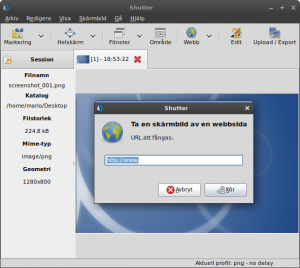 Shutter
Arkiv Redigera Visa Skärmbild Gå Hjälp
Markering Helskärm Fönster Område Webb Edit Upload / Export
Session
[1] - 18:53:22
Filnamn
screenshot_001.png
Katalog
/home/mario/Desktop
Filstorlek
224.8 kB
Mime-typ
image/png
Geometri
1280x800
Shutter
Ta en skärmbild av en webbsida
URL att fångas:
http://www.
Avbryt Kör
Aktuell profil: png - no delay